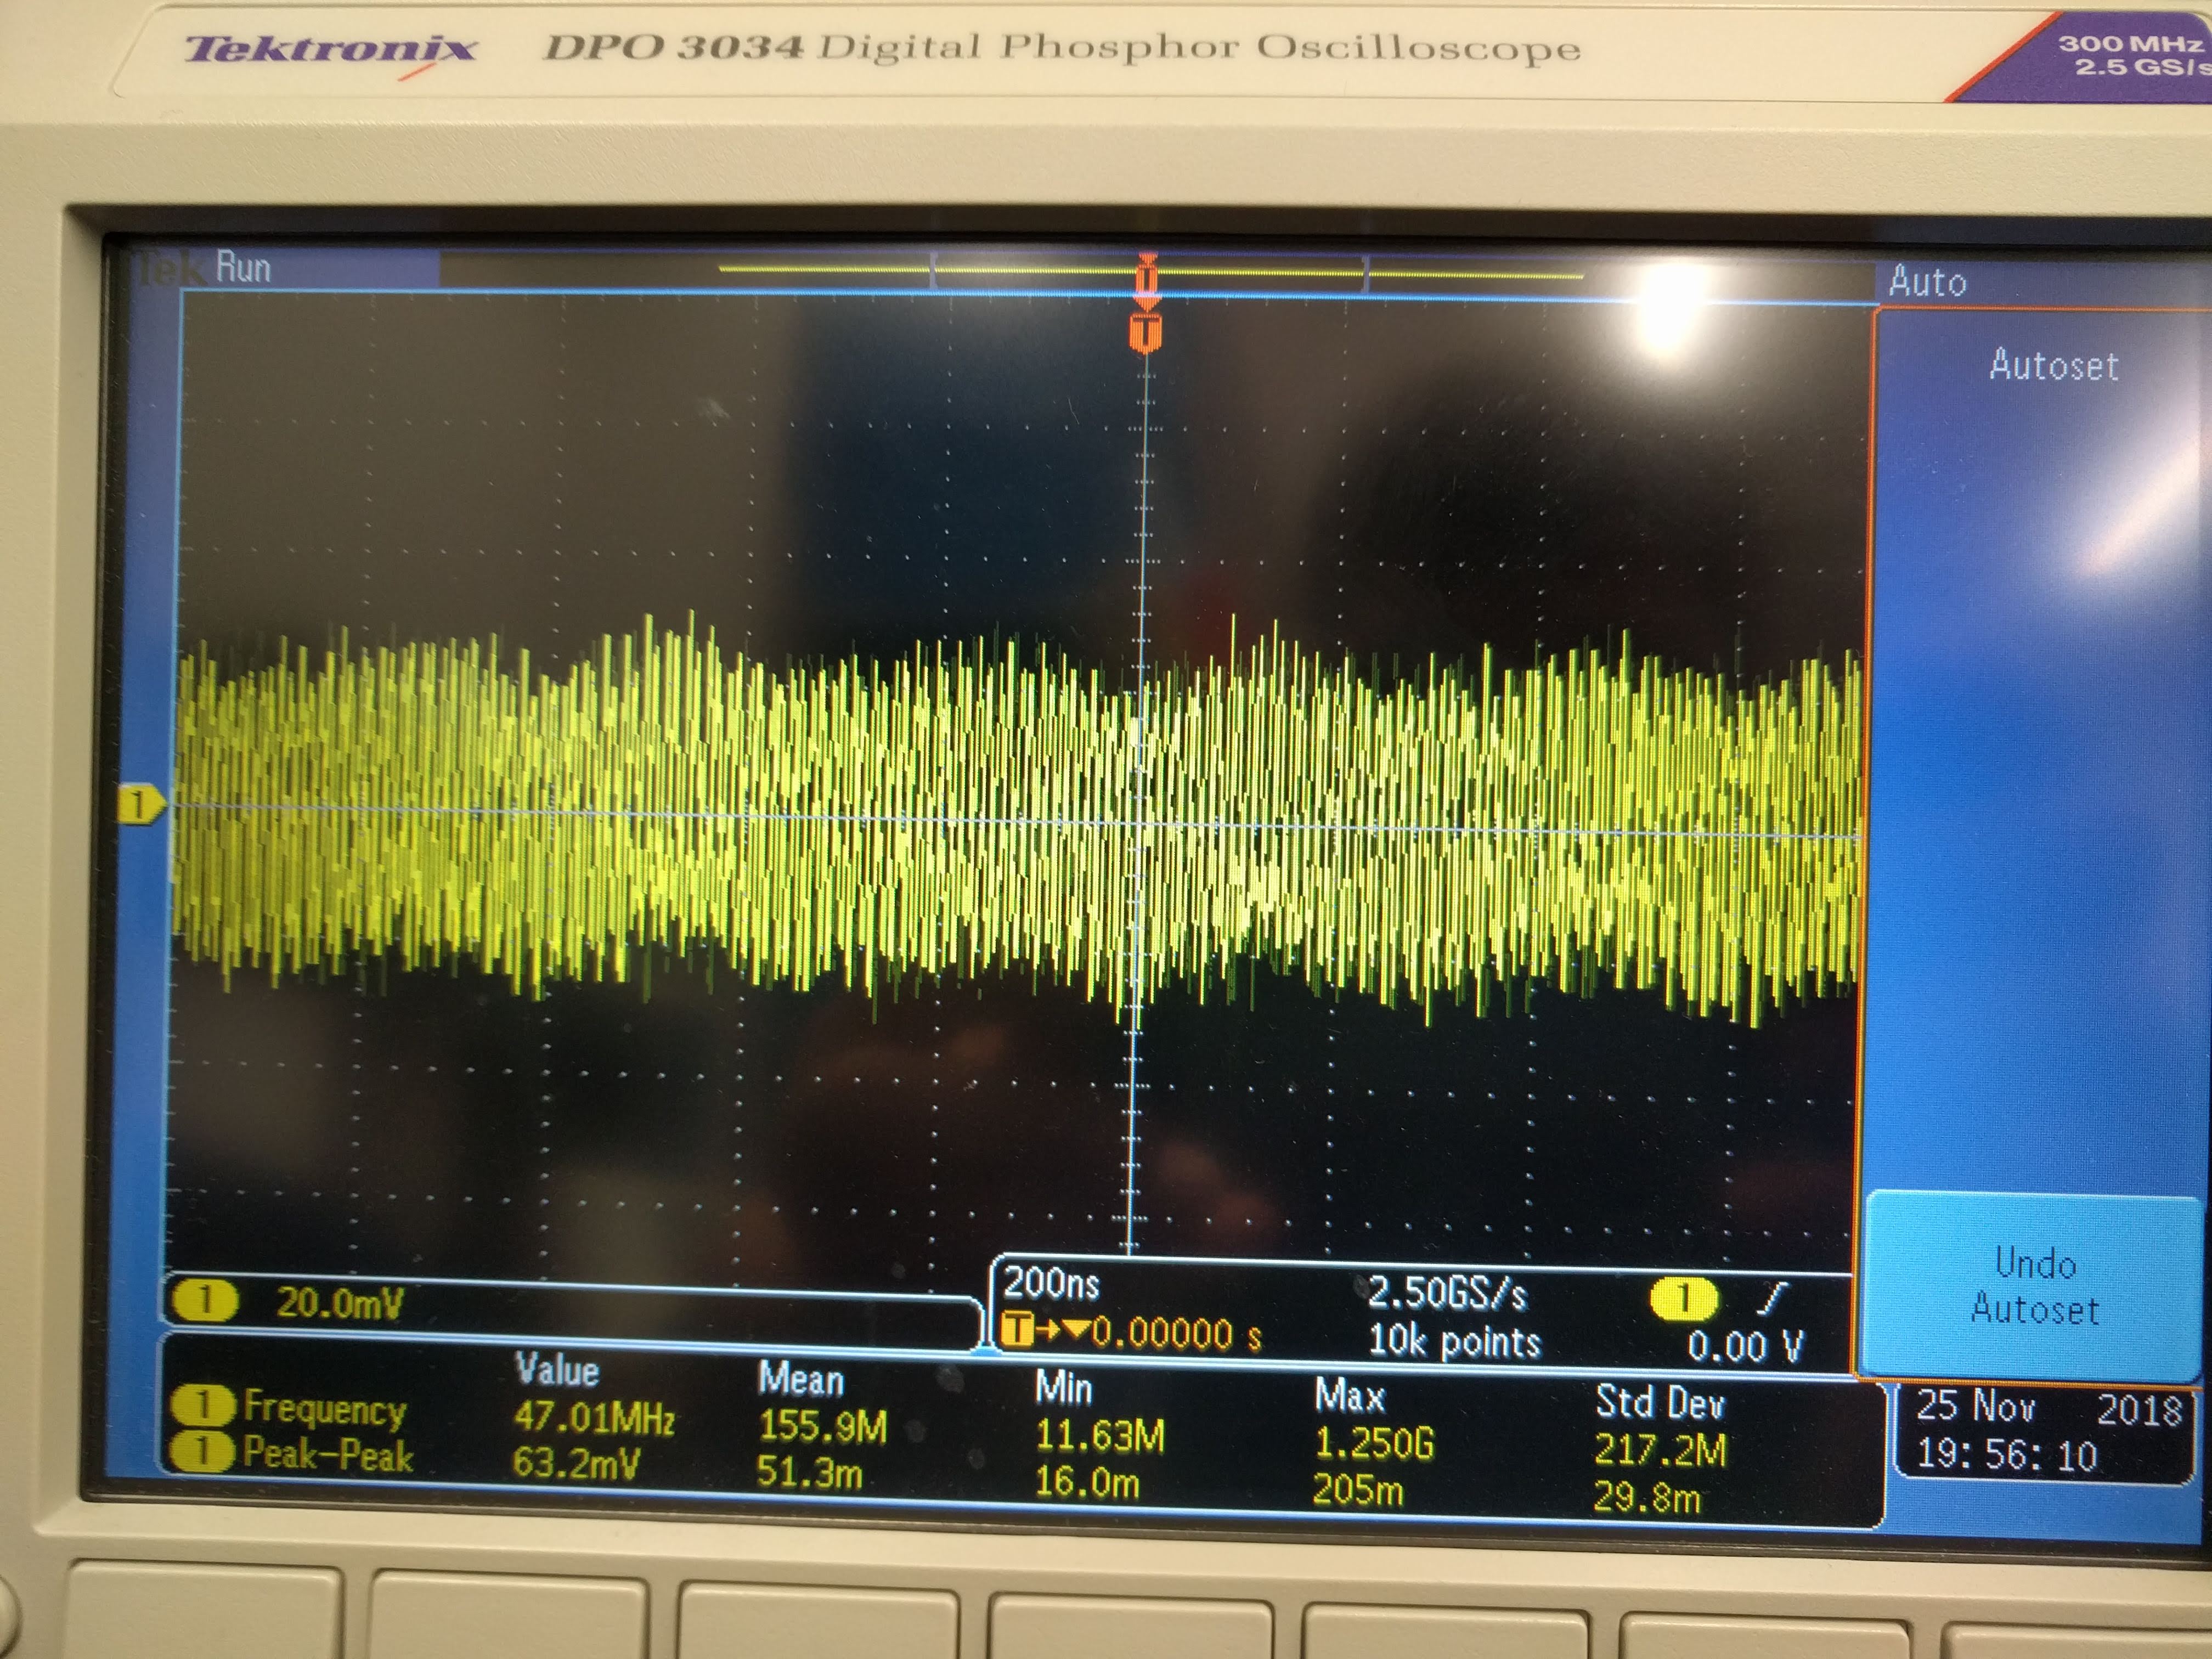 Tektronix DPO 3034 Digital Phosphor Oscilloscope
300 MHz
2.5 GS/s
Tek Run
Auto
T
T
Autoset
1
1 20.0mV
200ns 2.50GS/s 1
T→▼0.00000 s 10k points 0.00 V
Undo
Autoset
Value Mean Min Max Std Dev
1 Frequency 47.01MHz 155.9M 11.63M 1.250G 217.2M
1 Peak-Peak 63.2mV 51.3m 16.0m 205m 29.8m
25 Nov 2018
19:56:10